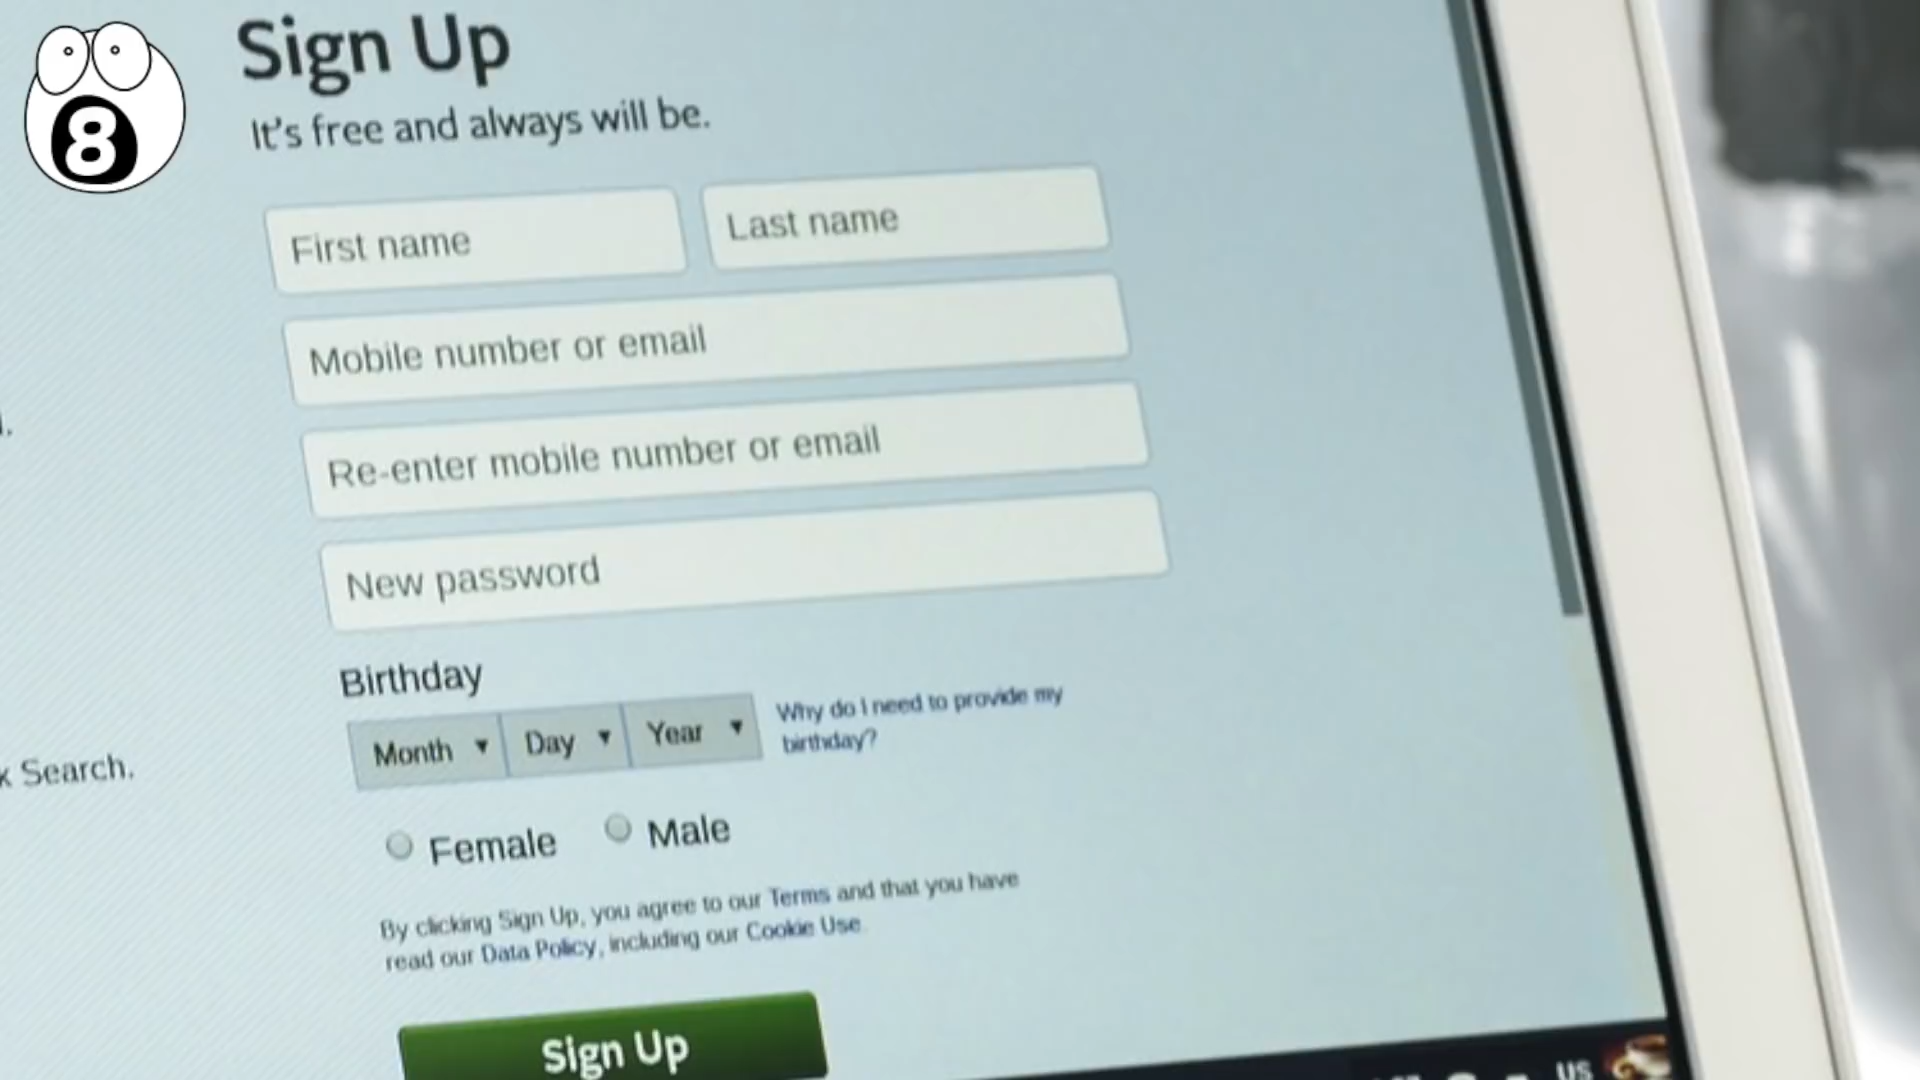 8
Sign Up
It's free and always will be.
First name
Last name
Mobile number or email
Re-enter mobile number or email
New password
Birthday
Month Day Year
Why do I need to provide my
birthday?
Female Male
By clicking Sign Up, you agree to our Terms and that you have
read our Data Policy, including our Cookie Use.
Search.
Sign Up
US